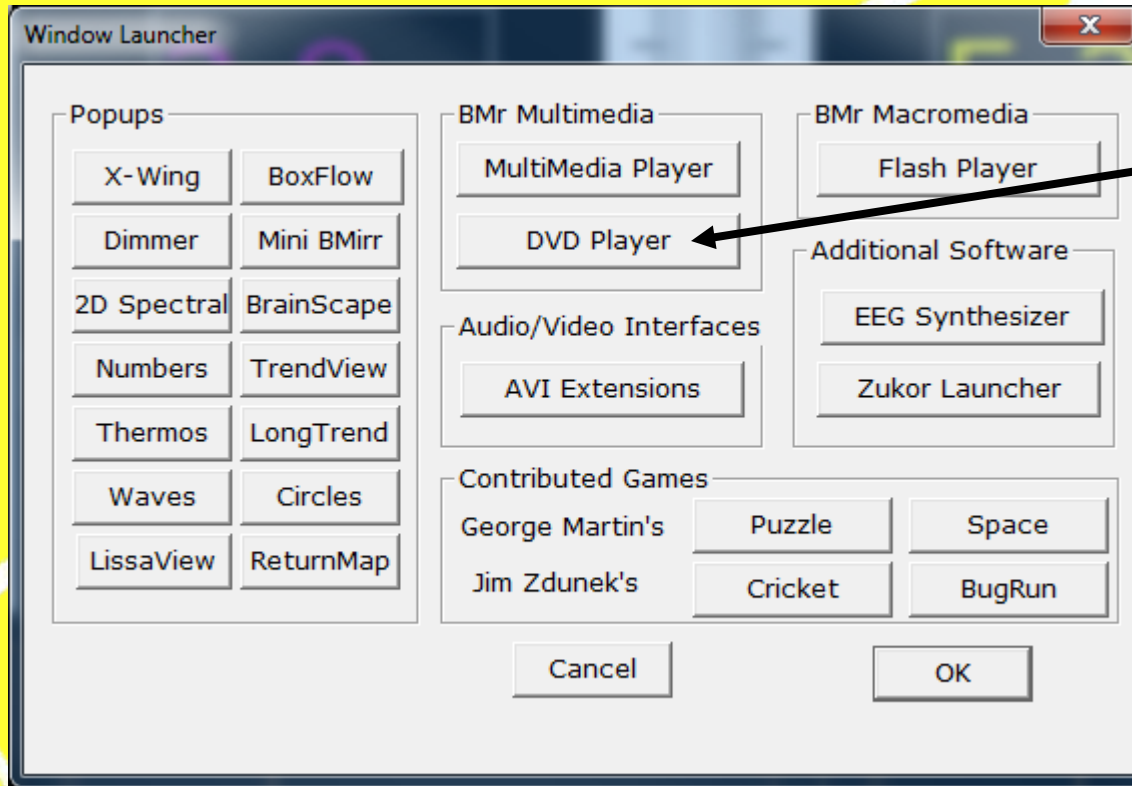 Window Launcher
x
Popups
X-Wing
BoxFlow
Dimmer
Mini BMirr
2D Spectral
BrainScape
Numbers
TrendView
Thermos
LongTrend
Waves
Circles
LissaView
ReturnMap
BMr Multimedia
MultiMedia Player
DVD Player
BMr Macromedia
Flash Player
Audio/Video Interfaces
AVI Extensions
Additional Software
EEG Synthesizer
Zukor Launcher
Contributed Games
George Martin's
Puzzle
Space
Jim Zdunek's
Cricket
BugRun
Cancel
OK